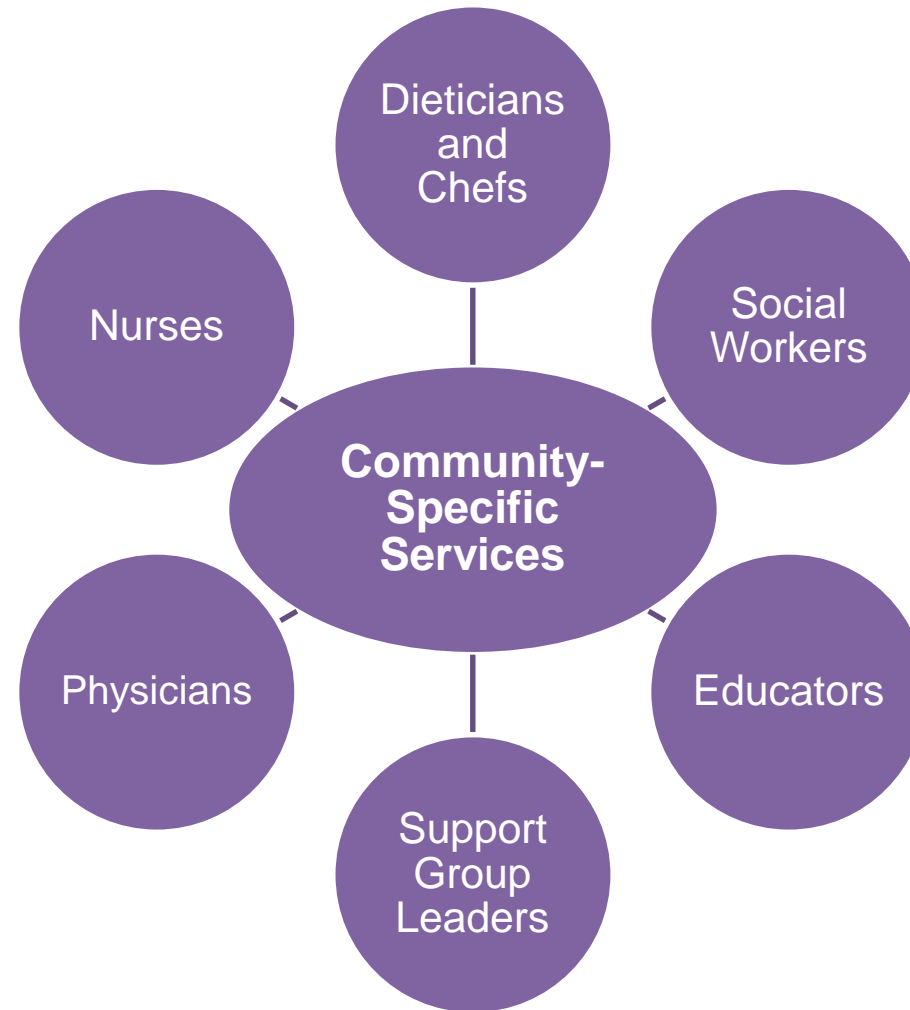 Dieticians
and
Chefs
Nurses
Social
Workers
Community-
Specific
Services
Physicians
Educators
Support
Group
Leaders